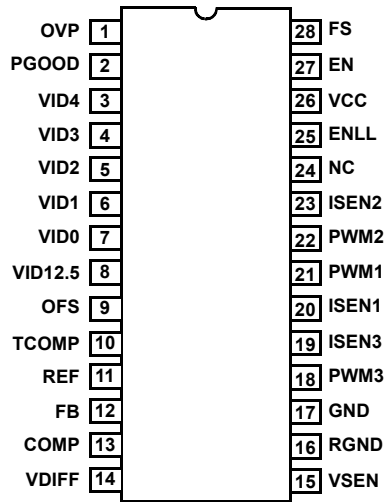 OVP 1 28 FS
PGOOD 2 27 EN
VID4 3 26 VCC
VID3 4 25 ENLL
VID2 5 24 NC
VID1 6 23 ISEN2
VID0 7 22 PWM2
VID12.5 8 21 PWM1
OFS 9 20 ISEN1
TCOMP 10 19 ISEN3
REF 11 18 PWM3
FB 12 17 GND
COMP 13 16 RGND
VDIFF 14 15 VSEN